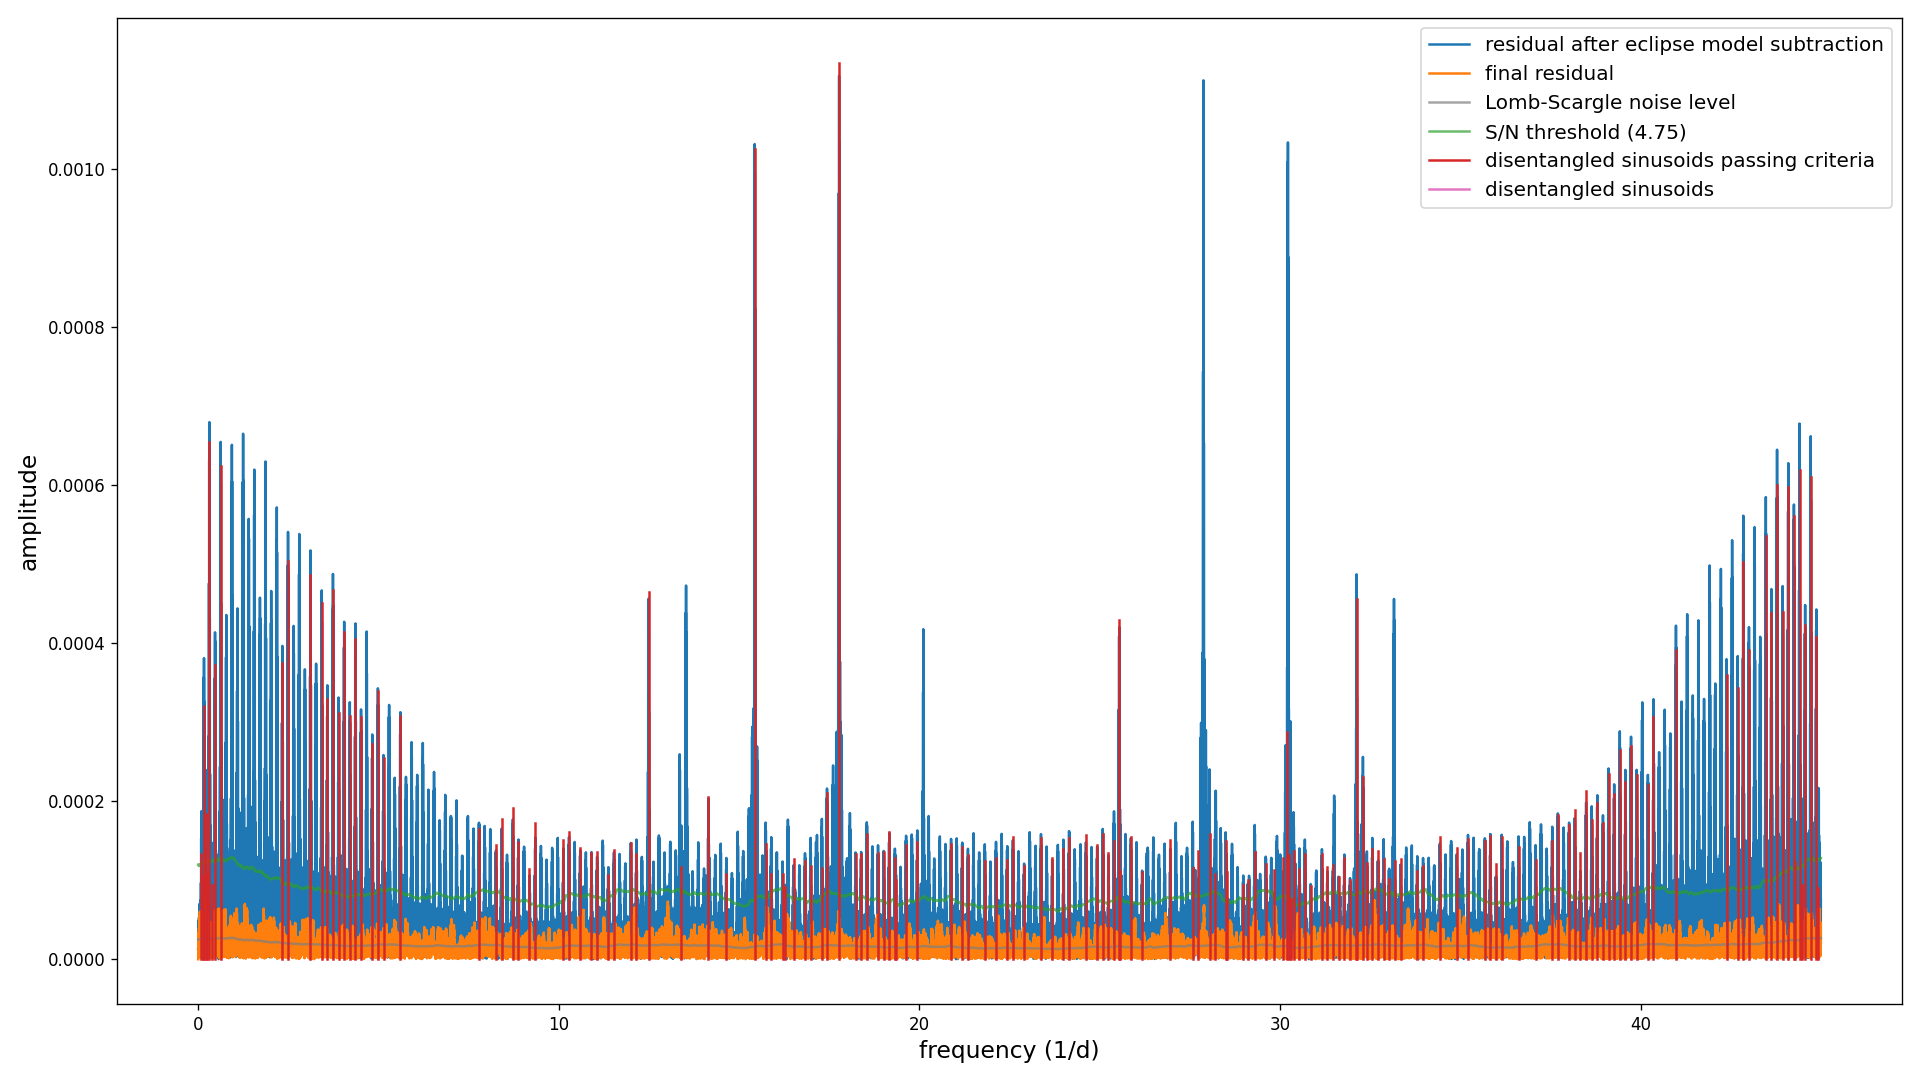 residual after eclipse model subtraction
final residual
Lomb-Scargle noise level
S/N threshold (4.75)
disentangled sinusoids passing criteria
disentangled sinusoids
amplitude
0.0010
0.0008
0.0006
0.0004
0.0002
0.0000
0 10 20 30 40
frequency (1/d)